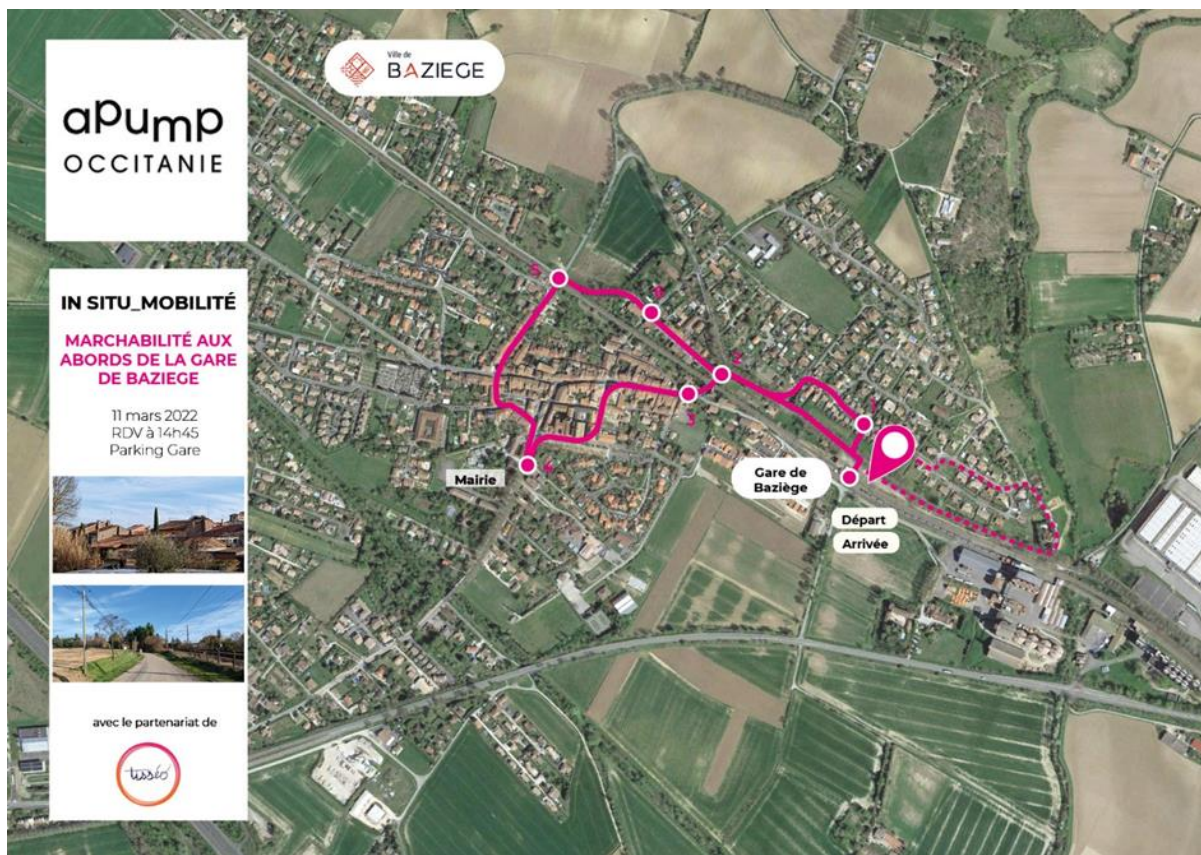 apump
OCCITANIE
Ville de
BAZIEGE
IN SITU_MOBILITÉ
MARCHABILITÉ AUX
ABORDS DE LA GARE
DE BAZIEGE
11 mars 2022
RDV à 14h45
Parking Gare
avec le partenariat de
tisséo
5
6
2
1
3
4
Mairie
Gare de
Baziège
Départ
Arrivée